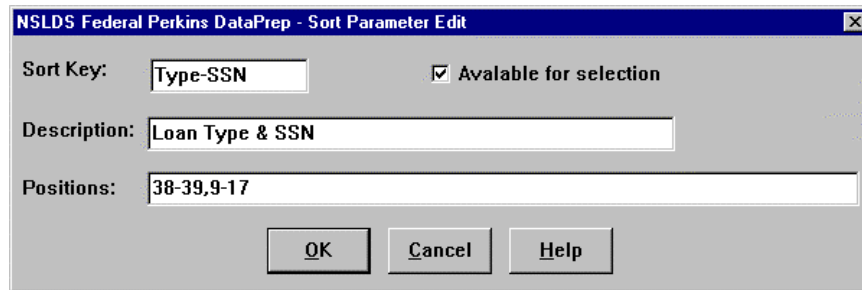 NSLDS Federal Perkins DataPrep - Sort Parameter Edit
Sort Key: Type-SSN Avalable for selection
Description: Loan Type & SSN
Positions: 38-39,9-17
OK Cancel Help